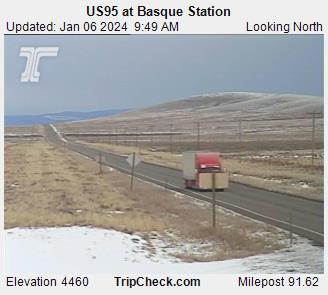 US95 at Basque Station
Updated: Jan 06 2024 9:49 AM Looking North
Elevation 4460 TripCheck.com Milepost 91.62